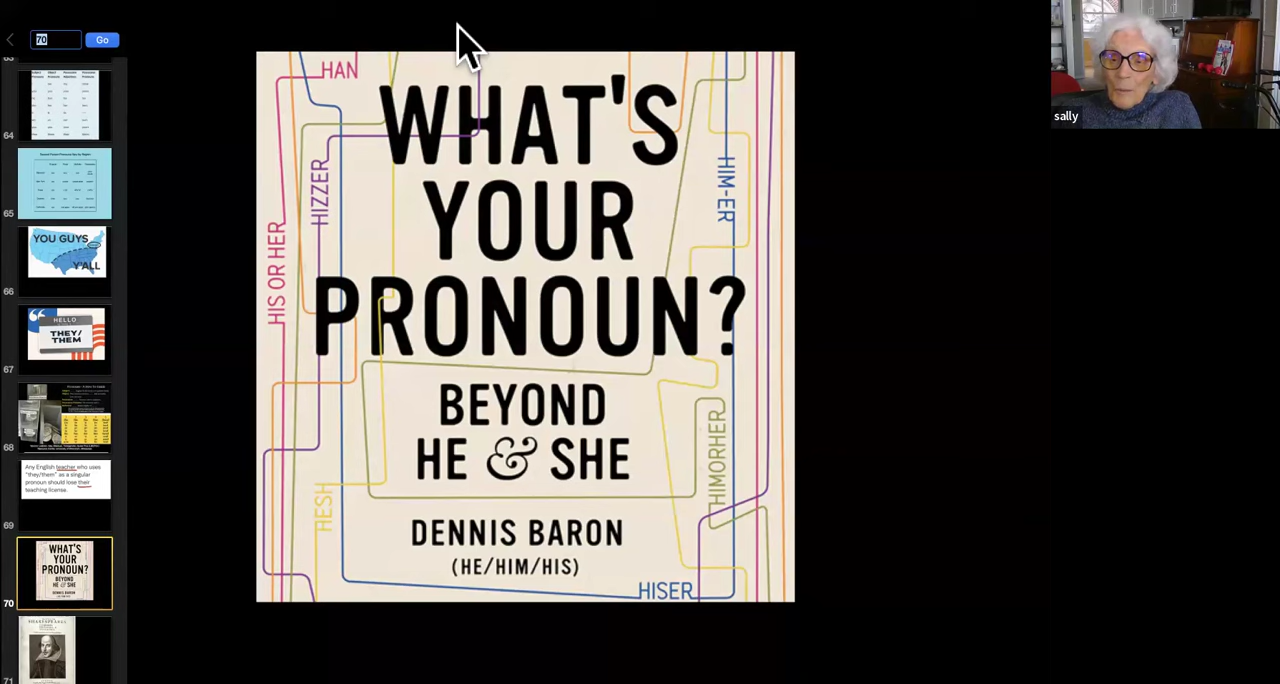 70
Go
64
65
YOU GUYS
Y'ALL
66
HELLO
THEY/
THEM
67
68
Any English teacher who uses
"they/them" as a singular
pronoun should lose their
teaching license.
69
WHAT'S
YOUR
PRONOUN?
BEYOND
HE & SHE
DENNIS BARON
70
71
HAN
HIS OR HER
HIZZER
HESH
WHAT'S
YOUR
PRONOUN?
BEYOND
HE & SHE
DENNIS BARON
(HE/HIM/HIS)
HIM-ER
HIMORHER
HISER
sally